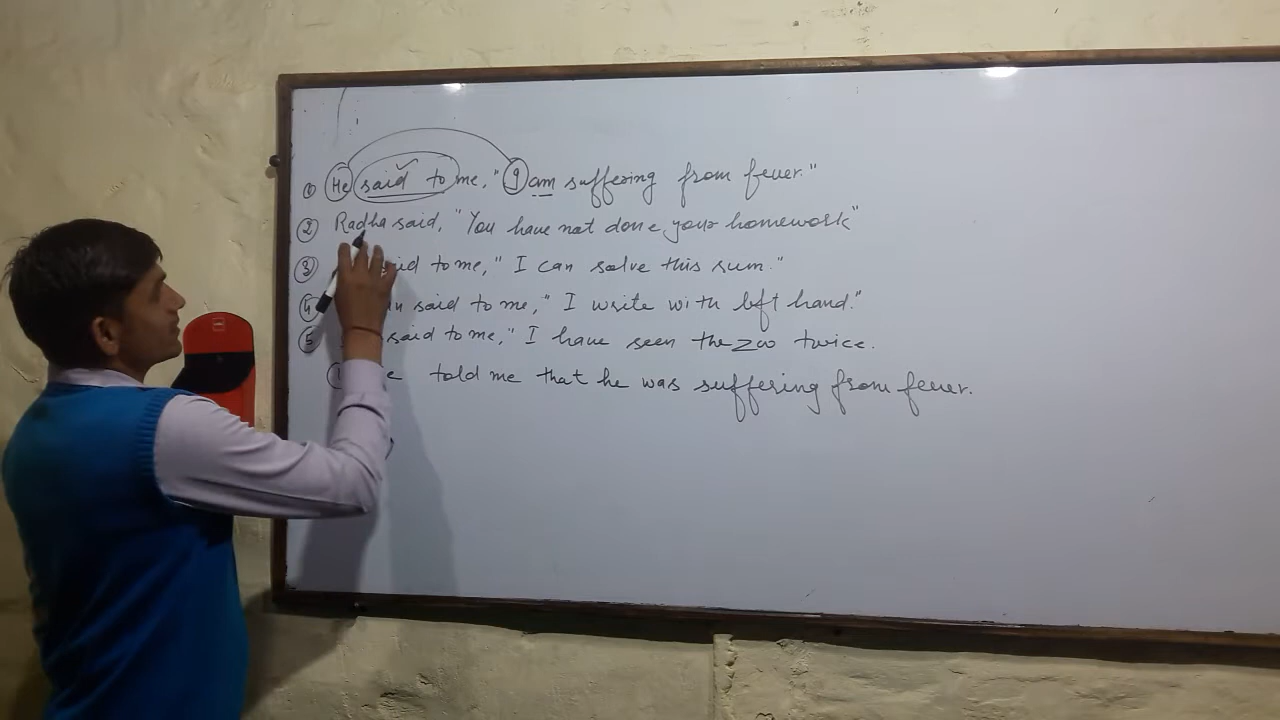 ① He said to me, "I am suffering from fever."
② Radha said, "You have not done your homework"
③ said to me, "I can solve this sum."
④ said to me, "I write with left hand."
⑤ said to me, "I have seen the zoo twice.
told me that he was suffering from fever.